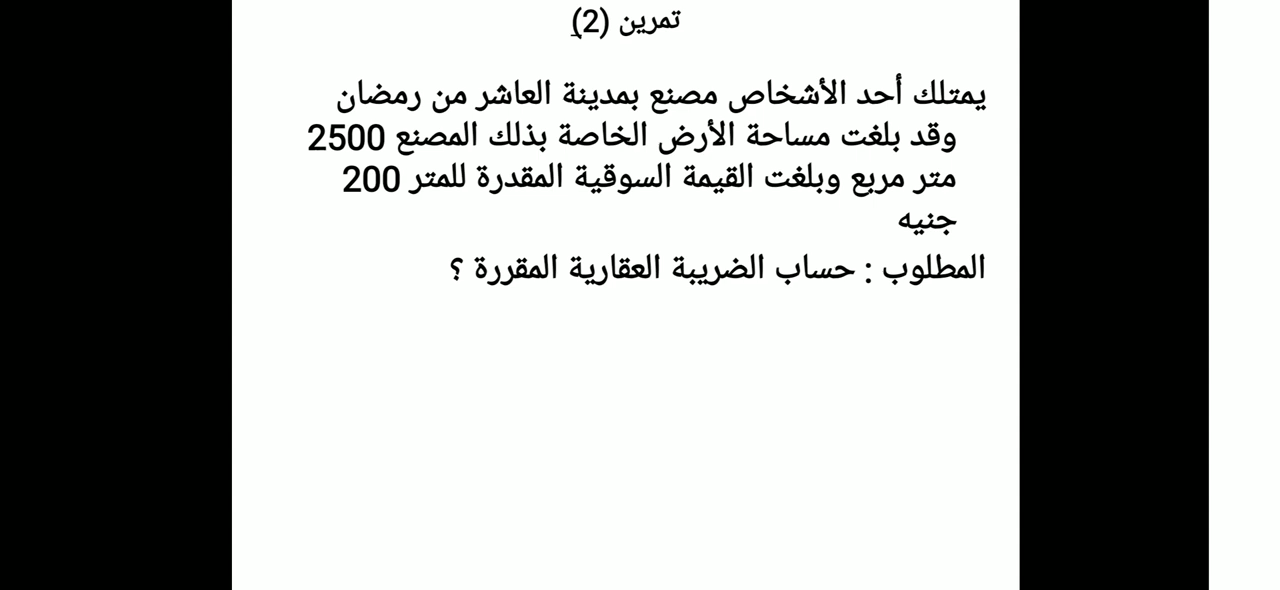 تمرين (2)
يمتلك أحد الأشخاص مصنع بمدينة العاشر من رمضان
وقد بلغت مساحة الأرض الخاصة بذلك المصنع 2500
متر مربع وبلغت القيمة السوقية المقدرة للمتر 200
جنيه
المطلوب : حساب الضريبة العقارية المقررة ؟